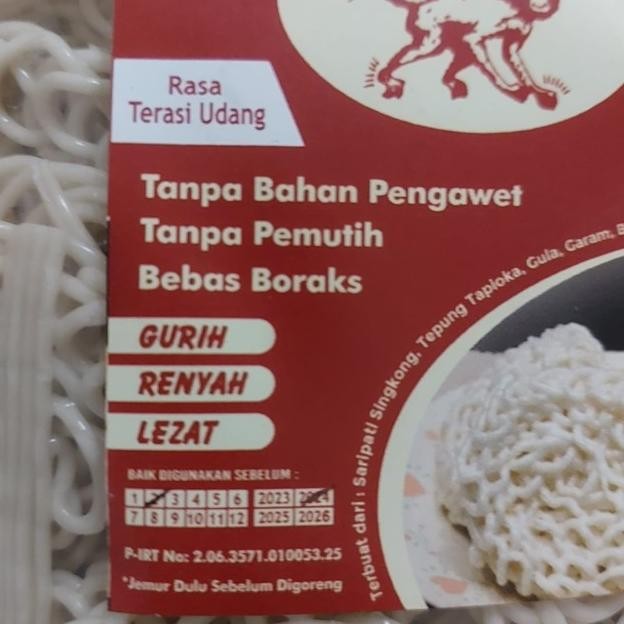 Rasa
Terasi Udang
Tanpa Bahan Pengawet
Tanpa Pemutih
Bebas Boraks
GURIH
RENYAH
LEZAT
Terbuat dari : Saripati Singkong, Tepung Tapioka, Gula, Garam,
BAIK DIGUNAKAN SEBELUM :
1 2 3 4 5 6 2023 2024
7 8 9 10 11 12 2025 2026
P-IRT No: 2.06.3571.010053.25
*Jemur Dulu Sebelum Digoreng